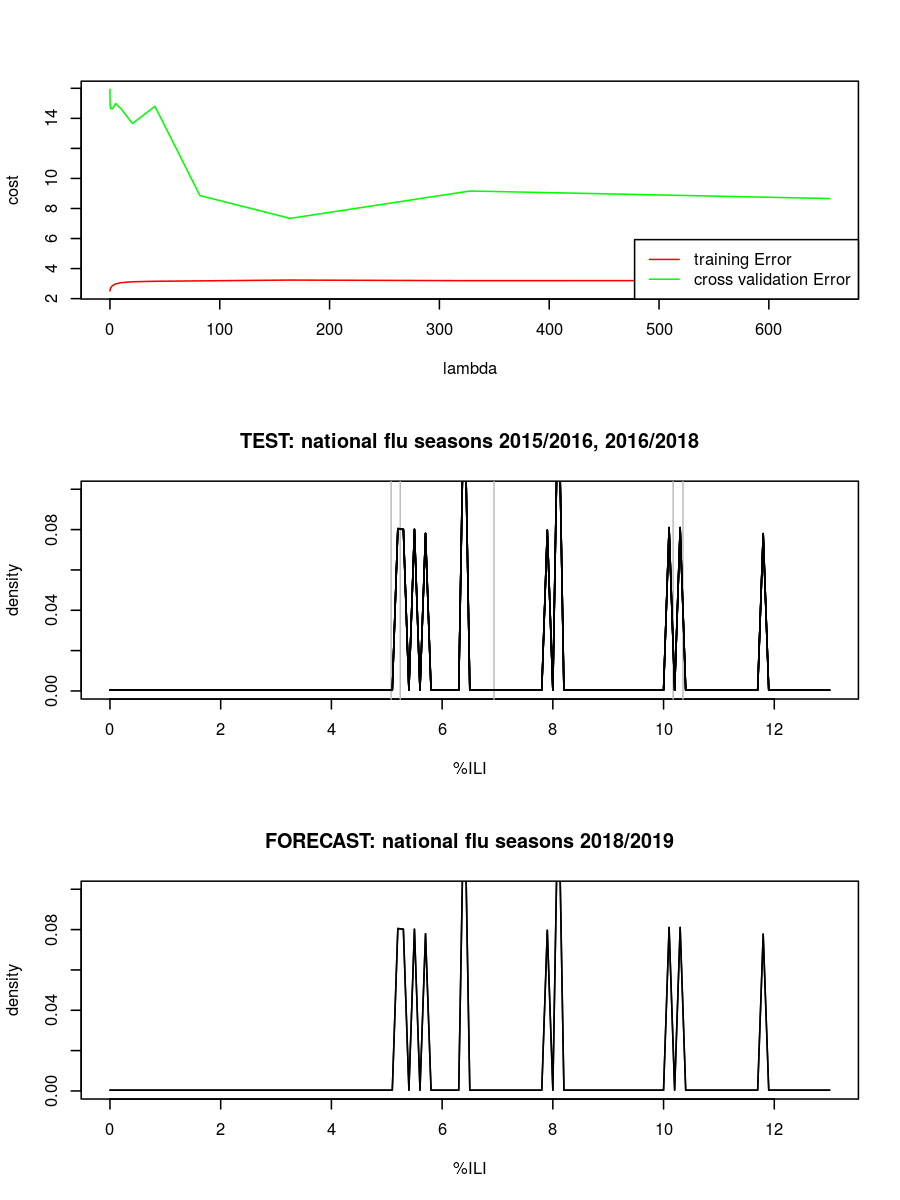 14
10
8
6
4
2
cost
0 100 200 300 400 500 600
lambda
training Error
cross validation Error
TEST: national flu seasons 2015/2016, 2016/2018
0.08
0.04
0.00
density
0 2 4 6 8 10 12
%ILI
FORECAST: national flu seasons 2018/2019
0.08
0.04
0.00
density
0 2 4 6 8 10 12
%ILI